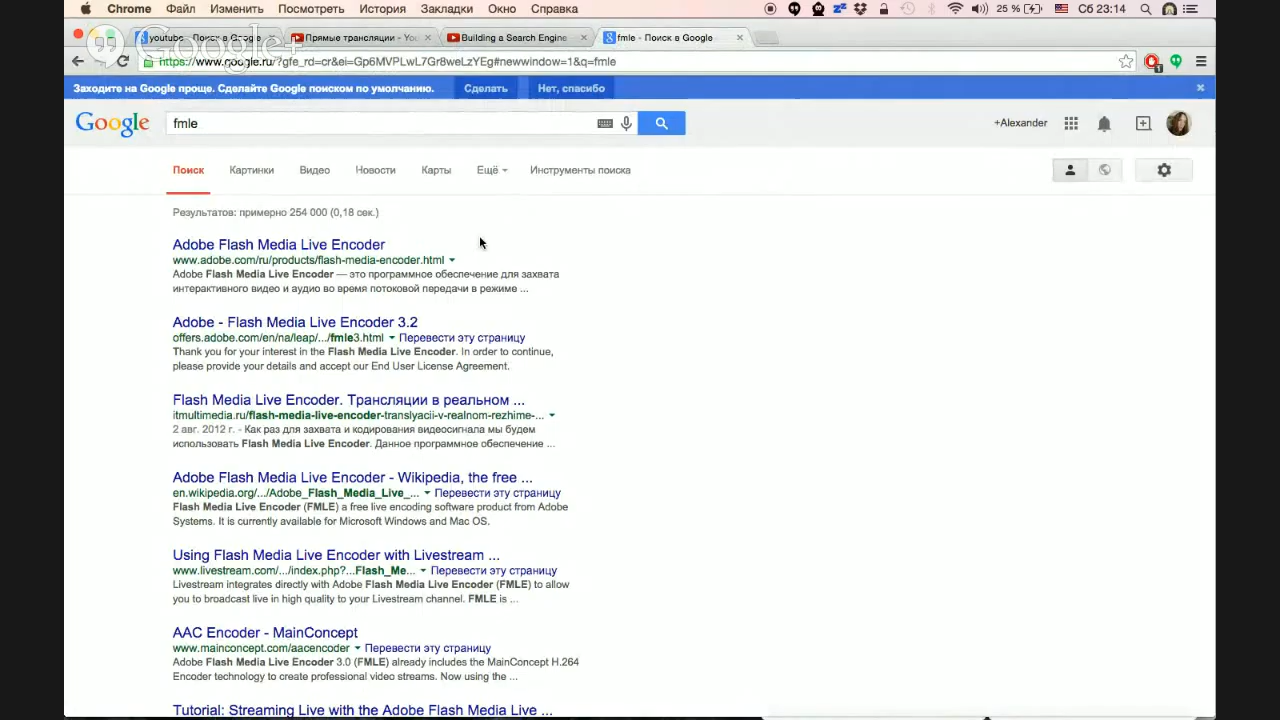 Chrome Файл Изменить Посмотреть История Закладки Окно Справка 25 % Сб 23:14
Google+
youtube - Поиск в Google Прямые трансляции - You Building a Search Engine fmle - Поиск в Google
https://www.google.ru/?gfe_rd=cr&ei=Gp6MVPLwL7Gr8weLzYEg#newwindow=1&q=fmle
Заходите на Google проще. Сделайте Google поиском по умолчанию. Сделать Нет, спасибо
Google fmle +Alexander
Поиск Картинки Видео Новости Карты Ещё Инструменты поиска
Результатов: примерно 254 000 (0,18 сек.)
Adobe Flash Media Live Encoder
www.adobe.com/ru/products/flash-media-encoder.html
Adobe Flash Media Live Encoder — это программное обеспечение для захвата
интерактивного видео и аудио во время потоковой передачи в режиме ...
Adobe - Flash Media Live Encoder 3.2
offers.adobe.com/en/na/leap/.../fmle3.html Перевести эту страницу
Thank you for your interest in the Flash Media Live Encoder. In order to continue,
please provide your details and accept our End User License Agreement.
Flash Media Live Encoder. Трансляции в реальном ...
itmultimedia.ru/flash-media-live-encoder-translyacii-v-realnom-rezhime-...
2 авг. 2012 г. - Как раз для захвата и кодирования видеосигнала мы будем
использовать Flash Media Live Encoder. Данное программное обеспечение ...
Adobe Flash Media Live Encoder - Wikipedia, the free ...
en.wikipedia.org/.../Adobe_Flash_Media_Live_... Перевести эту страницу
Flash Media Live Encoder (FMLE) a free live encoding software product from Adobe
Systems. It is currently available for Microsoft Windows and Mac OS.
Using Flash Media Live Encoder with Livestream ...
www.livestream.com/.../index.php?...Flash_Me... Перевести эту страницу
Livestream integrates directly with Adobe Flash Media Live Encoder (FMLE) to allow
you to broadcast live in high quality to your Livestream channel. FMLE is ...
AAC Encoder - MainConcept
www.mainconcept.com/aacencoder Перевести эту страницу
Adobe Flash Media Live Encoder 3.0 (FMLE) already includes the MainConcept H.264
Encoder technology to create professional video streams. Now using the ...
Tutorial: Streaming Live with the Adobe Flash Media Live ...